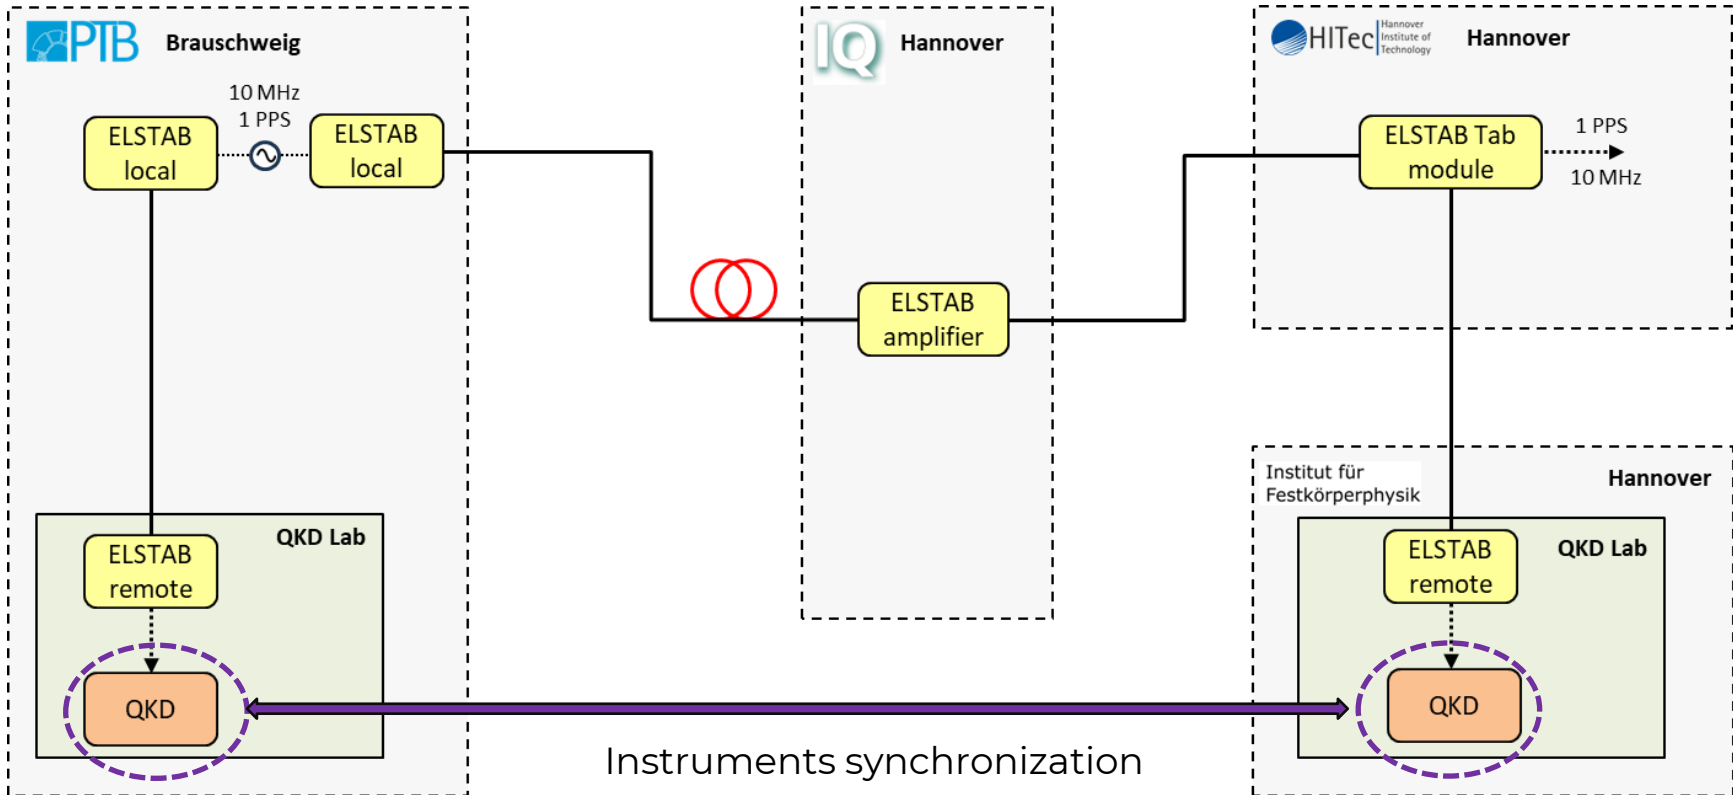 PTB
Brauschweig
10 MHz
1 PPS
ELSTAB
local
ELSTAB
local
QKD Lab
ELSTAB
remote
QKD
IQ
Hannover
ELSTAB
amplifier
HITec
Hannover
Institute of
Technology
Hannover
ELSTAB Tab
module
1 PPS
10 MHz
Institut für
Festkörperphysik
Hannover
QKD Lab
ELSTAB
remote
QKD
Instruments synchronization